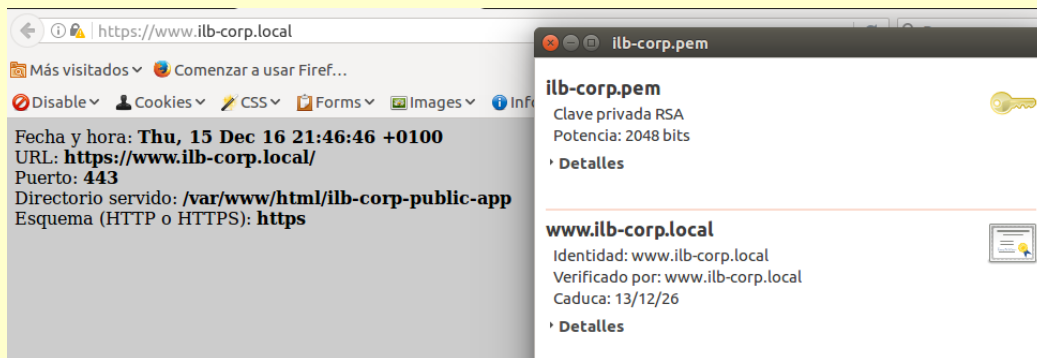 https://www.ilb-corp.local
Más visitados
Comenzar a usar Firef...
Disable
Cookies
CSS
Forms
Images
Fecha y hora: Thu, 15 Dec 16 21:46:46 +0100
URL: https://www.ilb-corp.local/
Puerto: 443
Directorio servido: /var/www/html/ilb-corp-public-app
Esquema (HTTP o HTTPS): https
ilb-corp.pem
ilb-corp.pem
Clave privada RSA
Potencia: 2048 bits
Detalles
www.ilb-corp.local
Identidad: www.ilb-corp.local
Verificado por: www.ilb-corp.local
Caduca: 13/12/26
Detalles